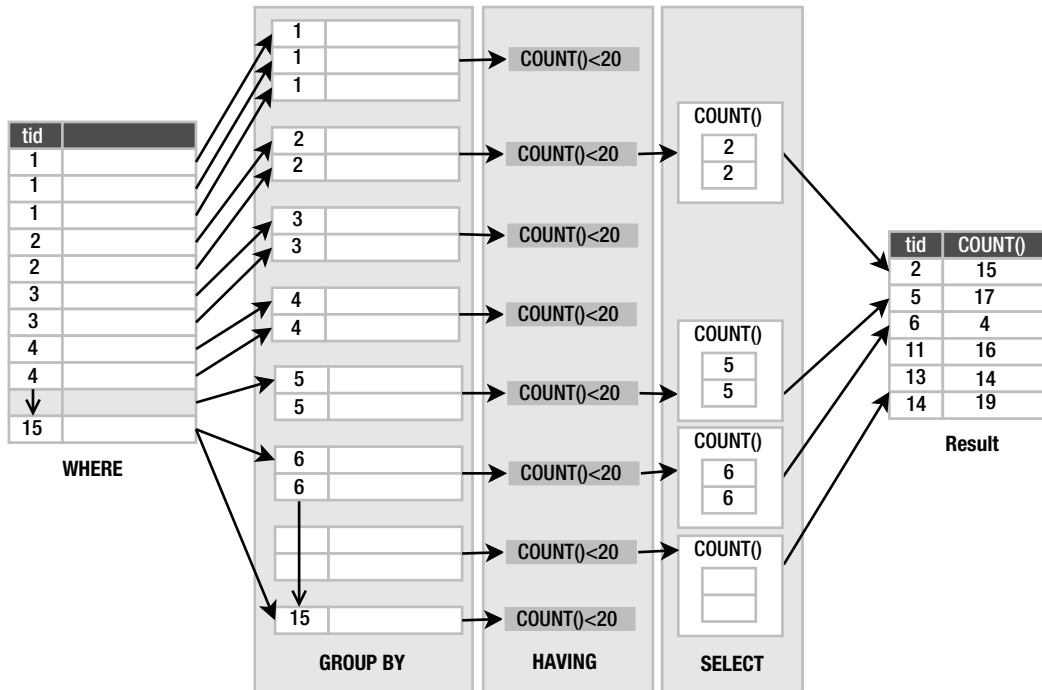 tid
1
1
1
2
2
3
3
4
4
15
WHERE
1
1
1
2
2
3
3
4
4
5
5
6
6
15
GROUP BY
COUNT()<20
COUNT()<20
COUNT()<20
COUNT()<20
COUNT()<20
COUNT()<20
COUNT()<20
COUNT()<20
HAVING
COUNT()
2
2
COUNT()
5
5
COUNT()
6
6
COUNT()
SELECT
tid COUNT()
2 15
5 17
6 4
11 16
13 14
14 19
Result